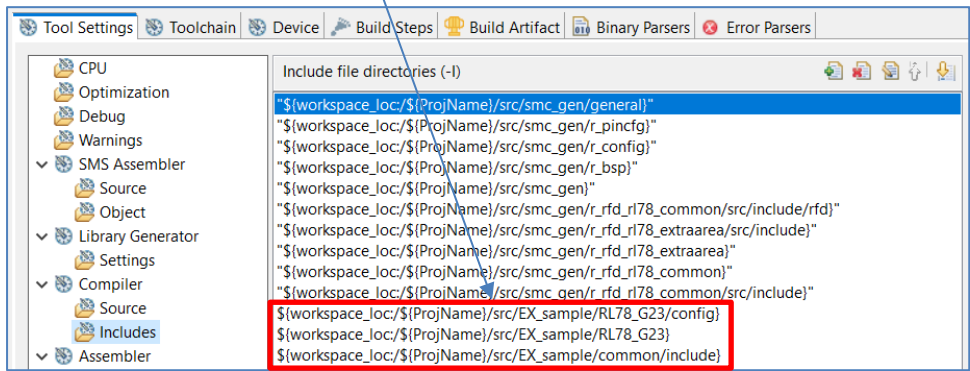 Tool Settings Toolchain Device Build Steps Build Artifact Binary Parsers Error Parsers
CPU
Optimization
Debug
Warnings
SMS Assembler
Source
Object
Library Generator
Settings
Compiler
Source
Includes
Assembler
Include file directories (-I)
"${workspace_loc:/${ProjName}/src/smc_gen/general}"
"${workspace_loc:/${ProjName}/src/smc_gen/r_pincfg}"
"${workspace_loc:/${ProjName}/src/smc_gen/r_config}"
"${workspace_loc:/${ProjName}/src/smc_gen/r_bsp}"
"${workspace_loc:/${ProjName}/src/smc_gen}"
"${workspace_loc:/${ProjName}/src/smc_gen/r_rfd_rl78_common/src/include/rfd}"
"${workspace_loc:/${ProjName}/src/smc_gen/r_rfd_rl78_extraarea/src/include}"
"${workspace_loc:/${ProjName}/src/smc_gen/r_rfd_rl78_extraarea}"
"${workspace_loc:/${ProjName}/src/smc_gen/r_rfd_rl78_common}"
"${workspace_loc:/${ProjName}/src/smc_gen/r_rfd_rl78_common/src/include}"
${workspace_loc:/${ProjName}/src/EX_sample/RL78_G23/config}
${workspace_loc:/${ProjName}/src/EX_sample/RL78_G23}
${workspace_loc:/${ProjName}/src/EX_sample/common/include}